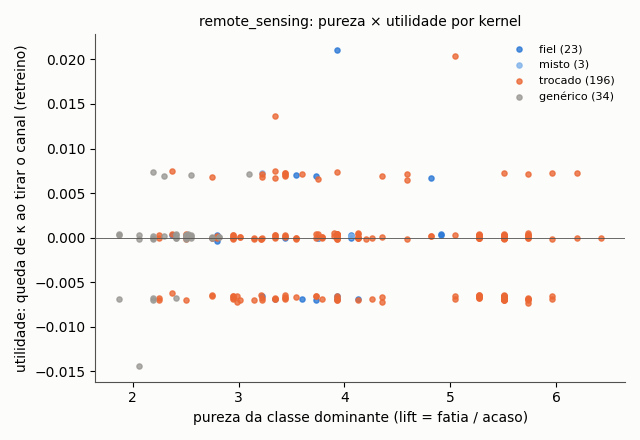 remote_sensing: pureza × utilidade por kernel
utilidade: queda de κ ao tirar o canal (retreino)
0.020
0.015
0.010
0.005
0.000
−0.005
−0.010
−0.015
fiel (23)
misto (3)
trocado (196)
genérico (34)
2 3 4 5 6
pureza da classe dominante (lift = fatia / acaso)